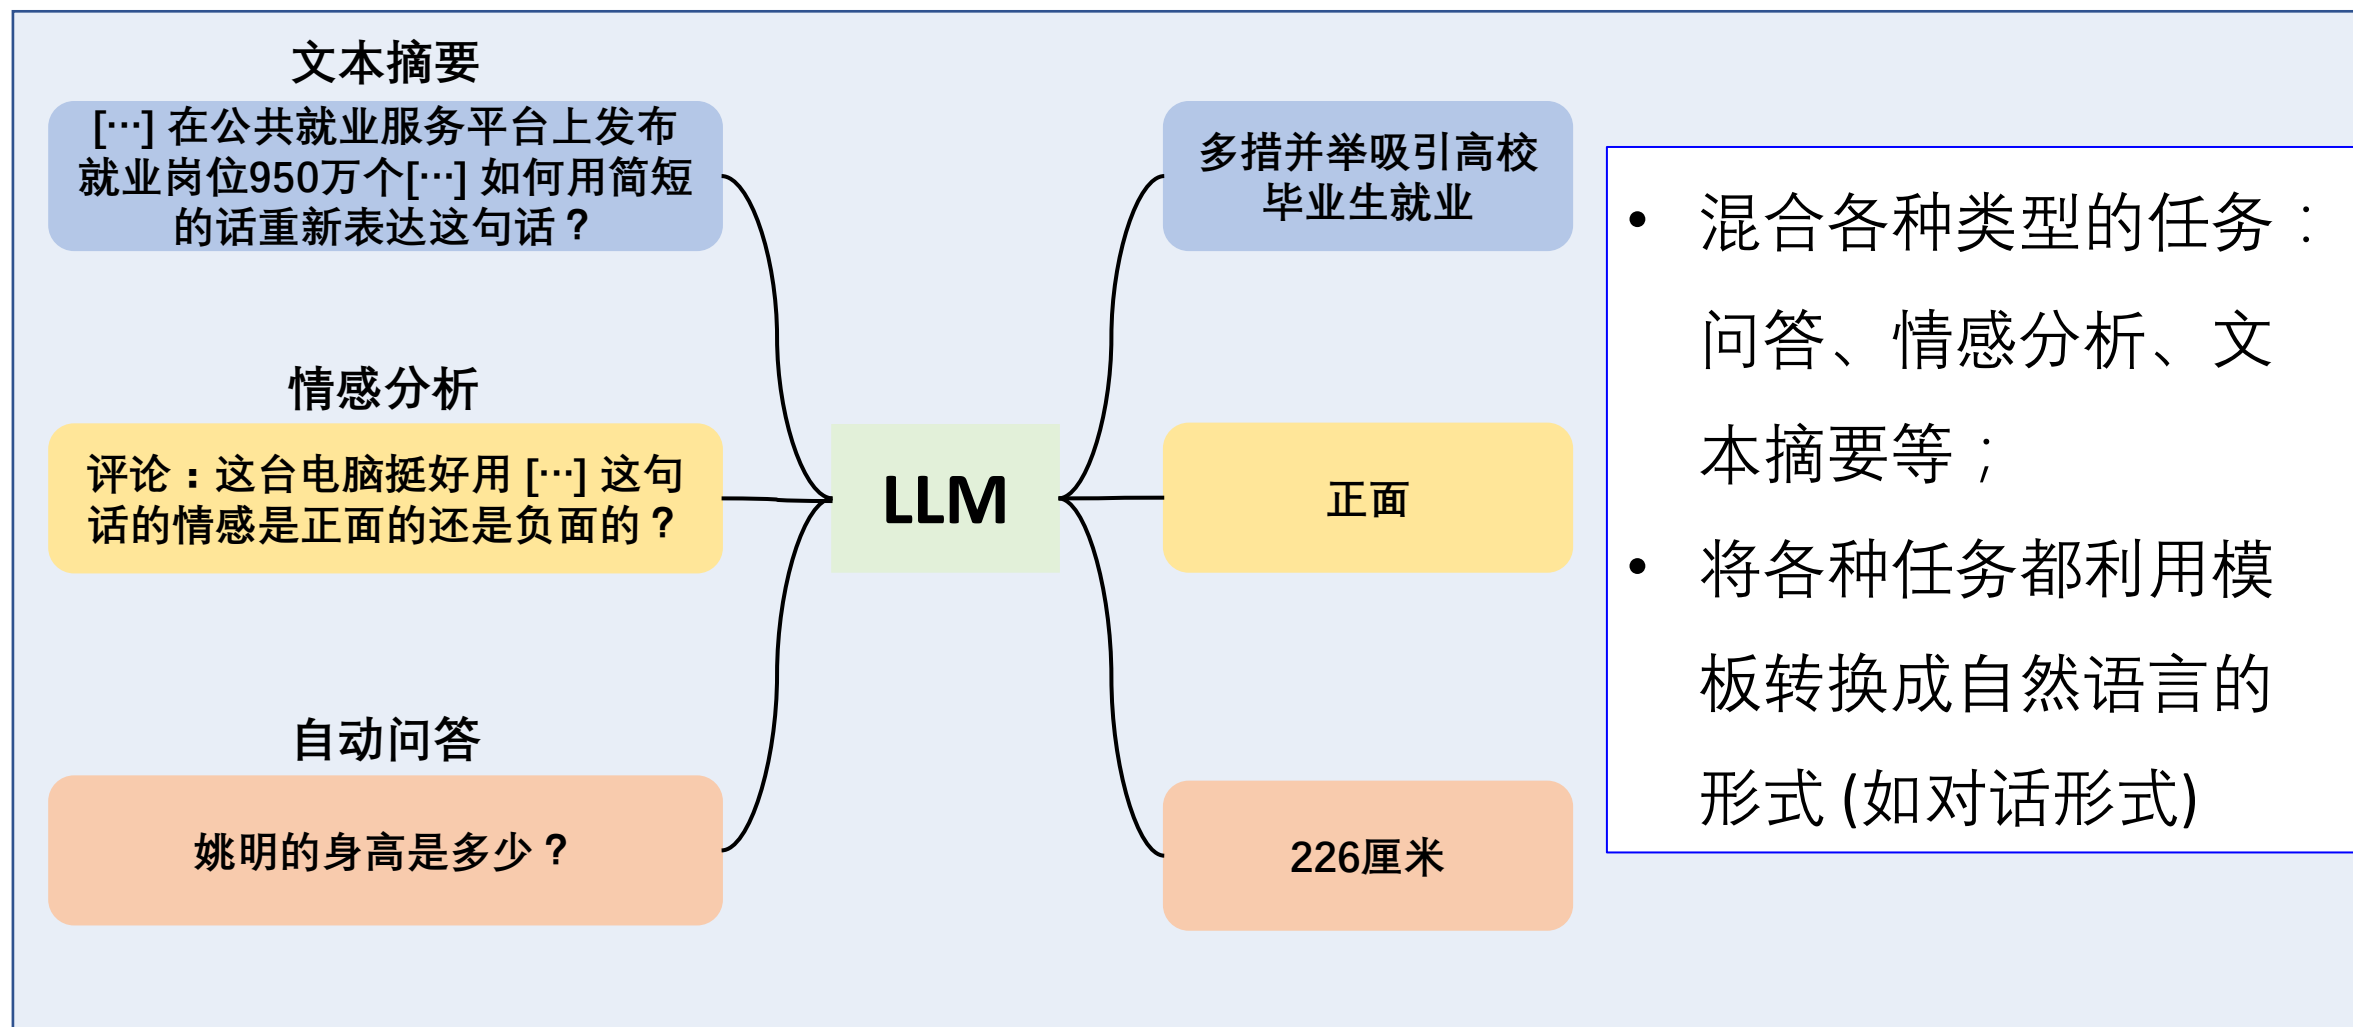 文本摘要
[…] 在公共就业服务平台上发布
就业岗位950万个[…] 如何用简短
的话重新表达这句话？
情感分析
评论：这台电脑挺好用 […] 这句
话的情感是正面的还是负面的？
自动问答
姚明的身高是多少？
LLM
多措并举吸引高校
毕业生就业
正面
226厘米
• 混合各种类型的任务：
问答、情感分析、文
本摘要等；
• 将各种任务都利用模
板转换成自然语言的
形式 (如对话形式)